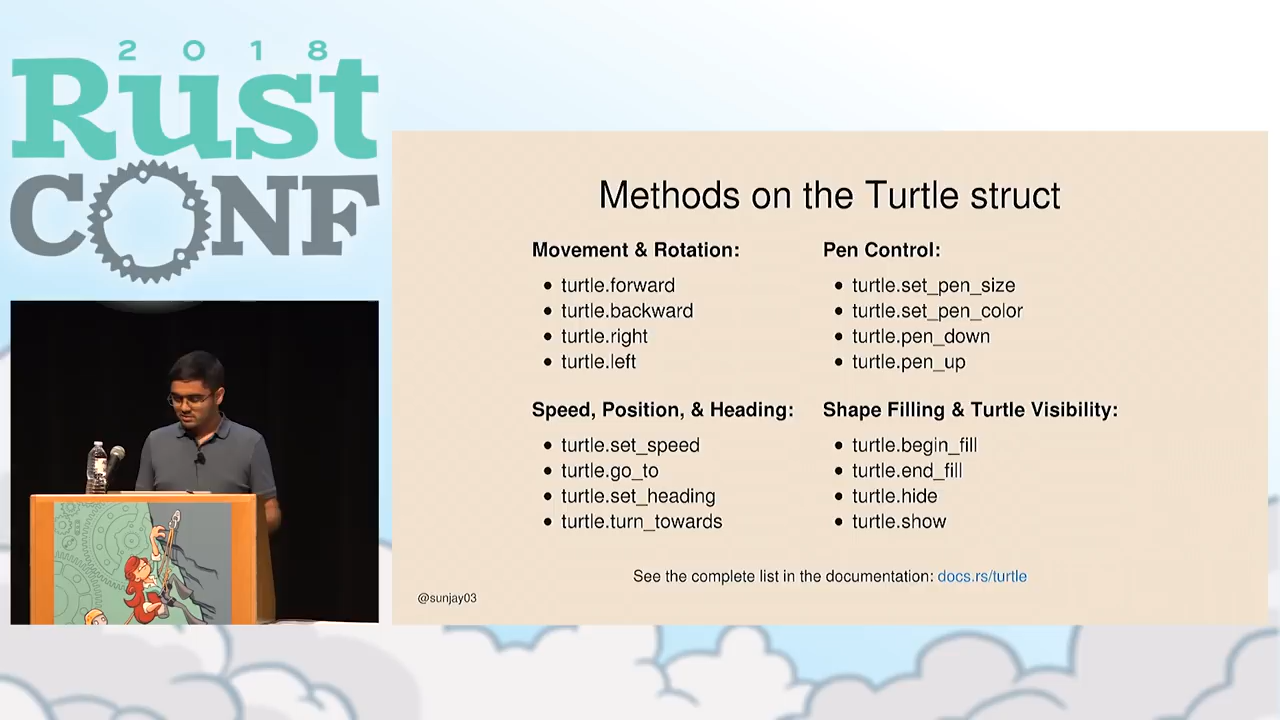 2018
Rust
CONF
Methods on the Turtle struct
Movement & Rotation:
• turtle.forward
• turtle.backward
• turtle.right
• turtle.left
Pen Control:
• turtle.set_pen_size
• turtle.set_pen_color
• turtle.pen_down
• turtle.pen_up
Speed, Position, & Heading:
• turtle.set_speed
• turtle.go_to
• turtle.set_heading
• turtle.turn_towards
Shape Filling & Turtle Visibility:
• turtle.begin_fill
• turtle.end_fill
• turtle.hide
• turtle.show
See the complete list in the documentation: docs.rs/turtle
@sunjay03